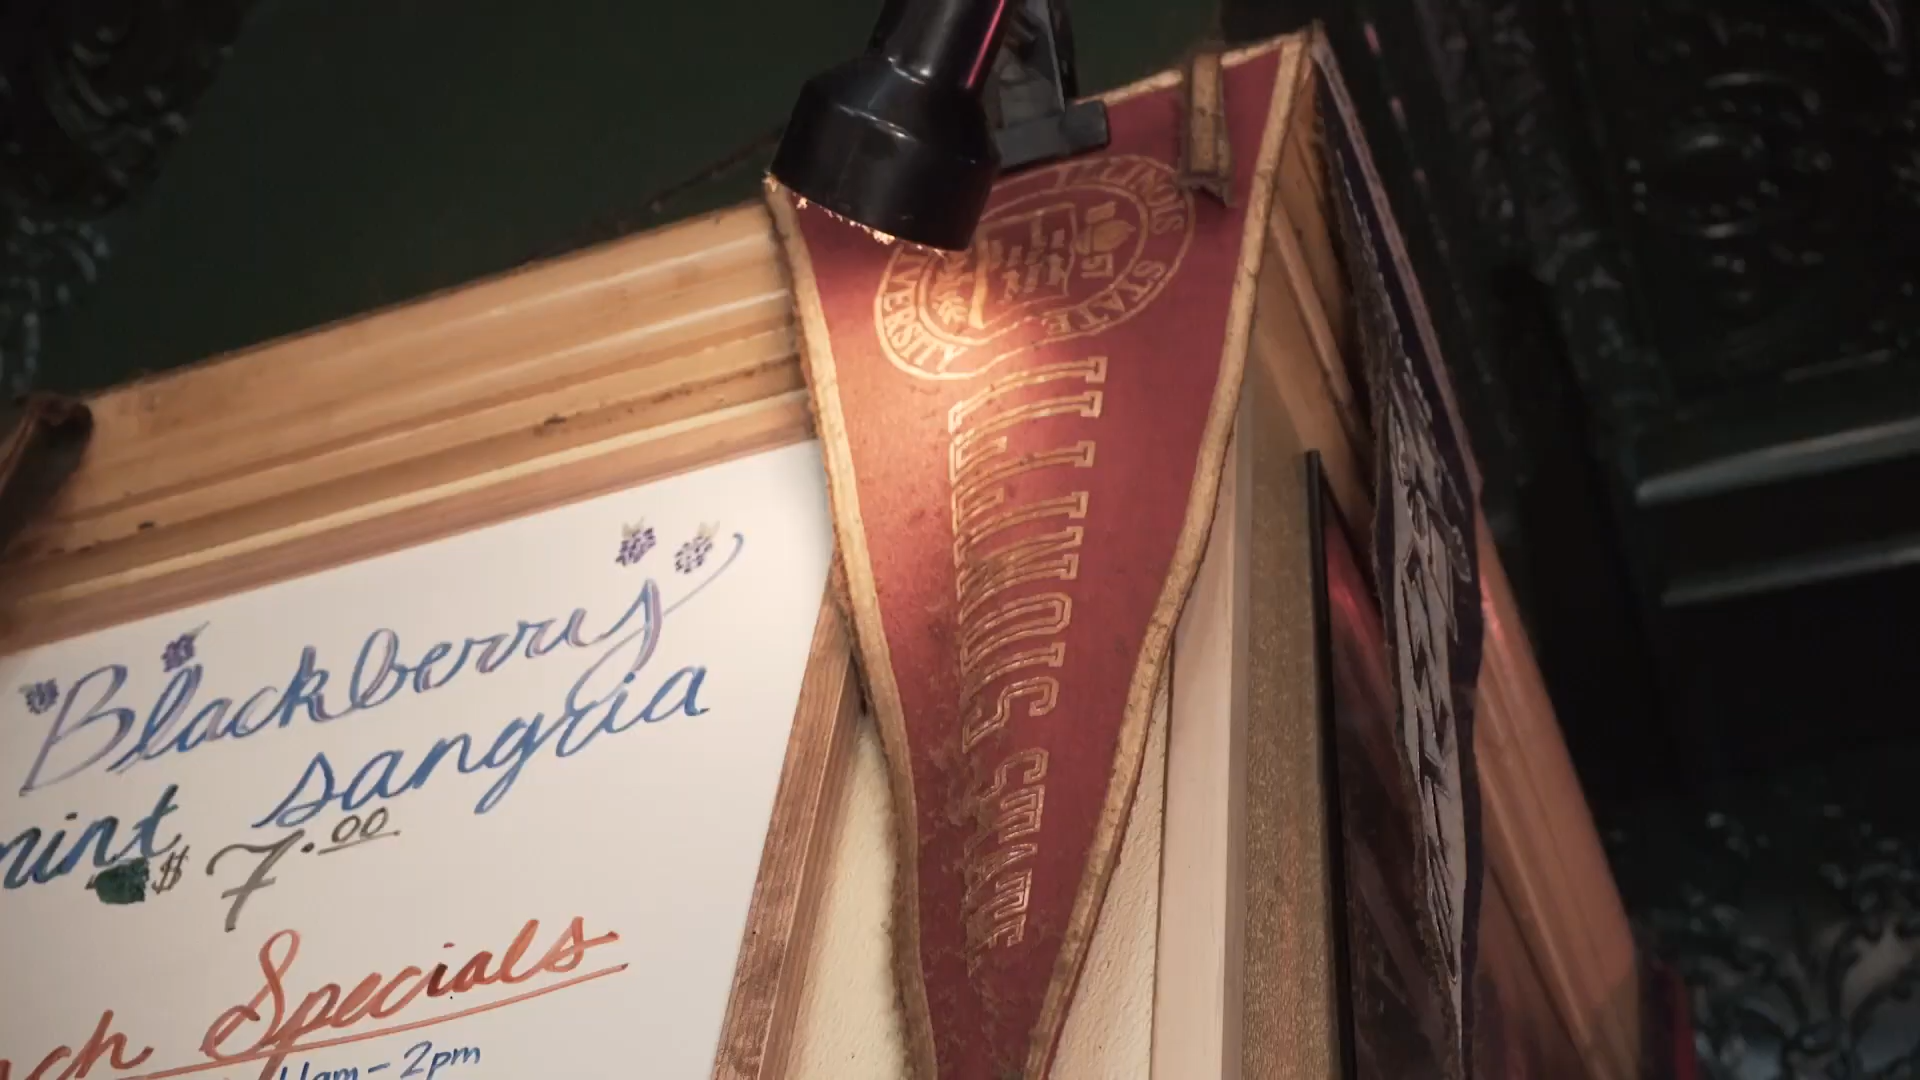 Blackberry
mint sangria
$7.00
Specials
11am-2pm
ILLINOIS STATE
UNIVERSITY
ILLINOIS STATE